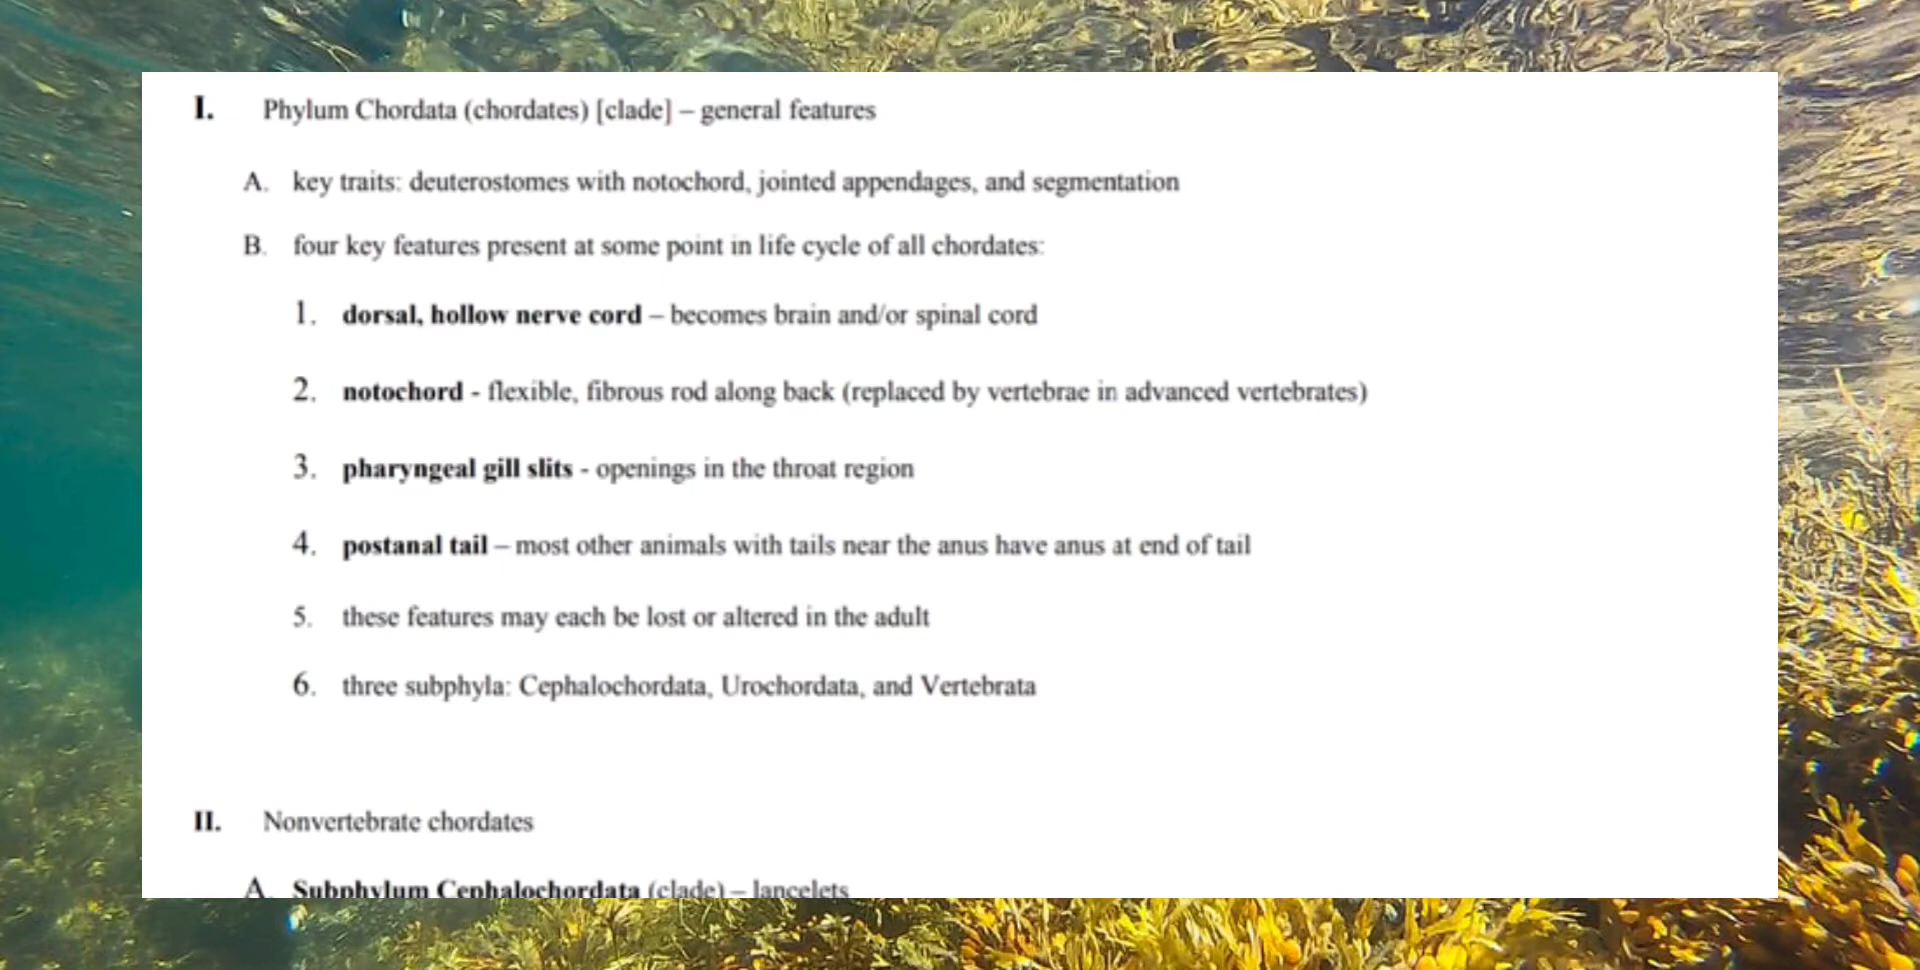 I. Phylum Chordata (chordates) [clade] – general features
A. key traits: deuterostomes with notochord, jointed appendages, and segmentation
B. four key features present at some point in life cycle of all chordates:
1. dorsal, hollow nerve cord – becomes brain and/or spinal cord
2. notochord - flexible, fibrous rod along back (replaced by vertebrae in advanced vertebrates)
3. pharyngeal gill slits - openings in the throat region
4. postanal tail – most other animals with tails near the anus have anus at end of tail
5. these features may each be lost or altered in the adult
6. three subphyla: Cephalochordata, Urochordata, and Vertebrata
II. Nonvertebrate chordates
A. Subphylum Cephalochordata (clade) – lancelets